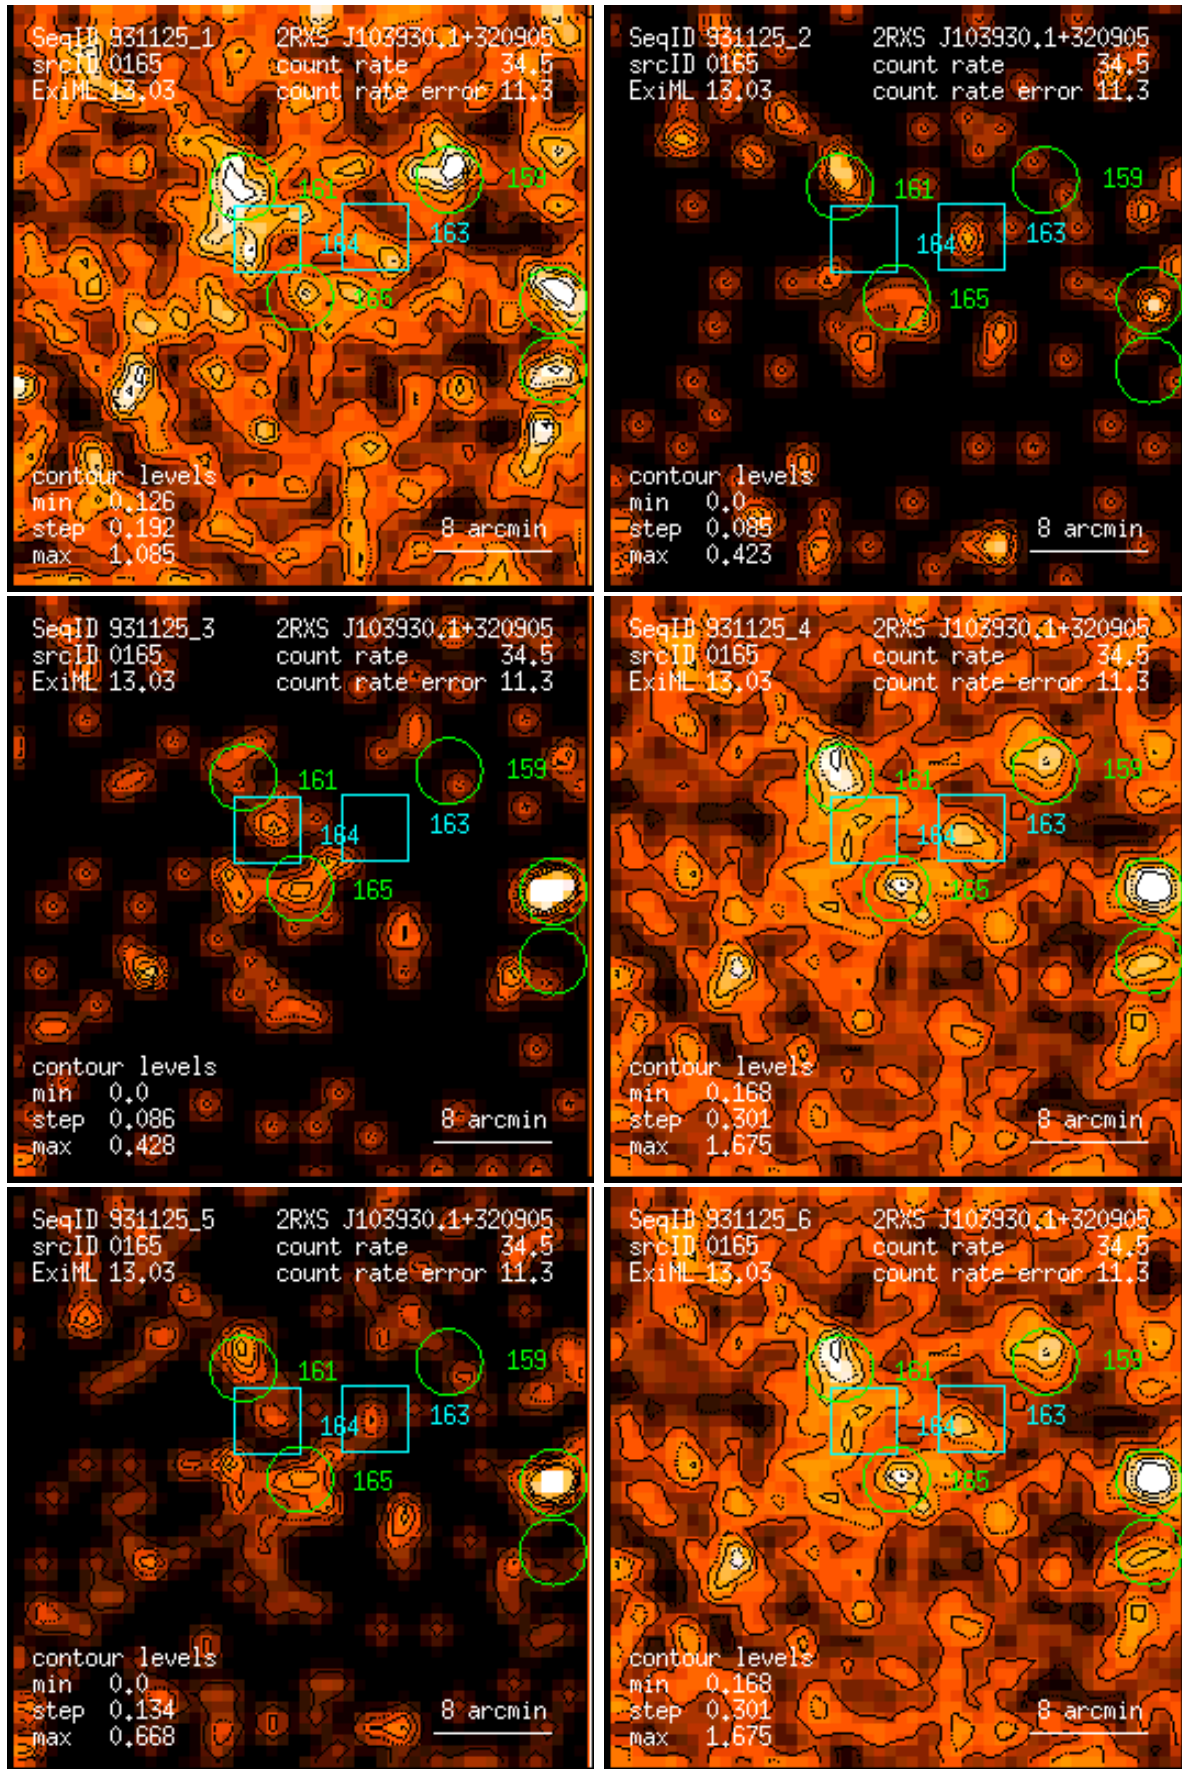 SeqID 931125_1 2RXS J103930.1+320905
srcID 0165 count rate 34.5
ExiML 13.03 count rate error 11.3
161
159
164
163
165
contour levels
min 0.126
step 0.192
max 1.085
8 arcmin
SeqID 931125_2 2RXS J103930.1+320905
srcID 0165 count rate 34.5
ExiML 13.03 count rate error 11.3
161
159
164
163
165
contour levels
min 0.0
step 0.085
max 0.423
8 arcmin
SeqID 931125_3 2RXS J103930.1+320905
srcID 0165 count rate 34.5
ExiML 13.03 count rate error 11.3
161
159
164
163
165
contour levels
min 0.0
step 0.086
max 0.428
8 arcmin
SeqID 931125_4 2RXS J103930.1+320905
srcID 0165 count rate 34.5
ExiML 13.03 count rate error 11.3
161
159
164
163
165
contour levels
min 0.168
step 0.301
max 1.675
8 arcmin
SeqID 931125_5 2RXS J103930.1+320905
srcID 0165 count rate 34.5
ExiML 13.03 count rate error 11.3
161
159
164
163
165
contour levels
min 0.0
step 0.134
max 0.668
8 arcmin
SeqID 931125_6 2RXS J103930.1+320905
srcID 0165 count rate 34.5
ExiML 13.03 count rate error 11.3
161
159
164
163
165
contour levels
min 0.168
step 0.301
max 1.675
8 arcmin